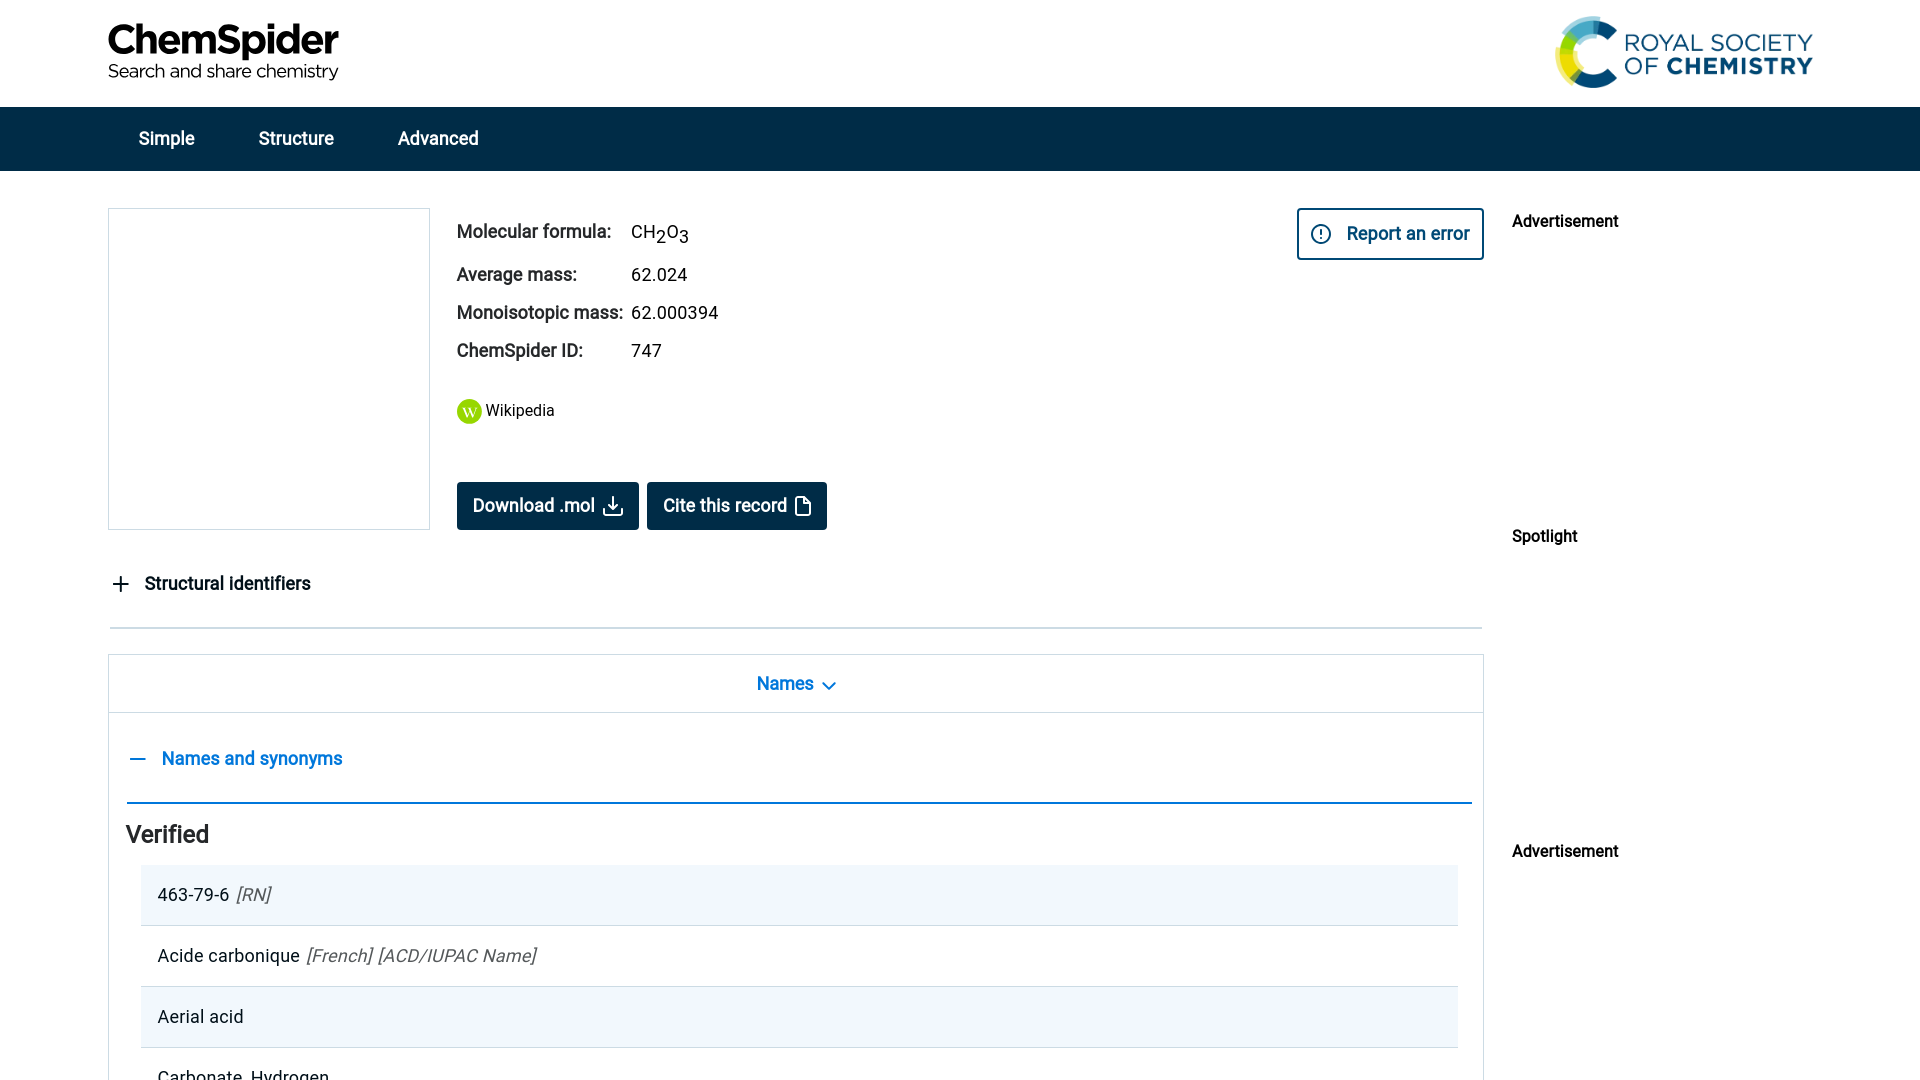 ChemSpider
Search and share chemistry
ROYAL SOCIETY
OF CHEMISTRY
Simple
Structure
Advanced
Molecular formula: CH2O3
Average mass: 62.024
Monoisotopic mass: 62.000394
ChemSpider ID: 747
W Wikipedia
Download .mol
Cite this record
Report an error
Advertisement
Spotlight
Structural identifiers
Names
Names and synonyms
Verified
463-79-6 [RN]
Acide carbonique [French] [ACD/IUPAC Name]
Aerial acid
Carbonate, Hydrogen
Advertisement